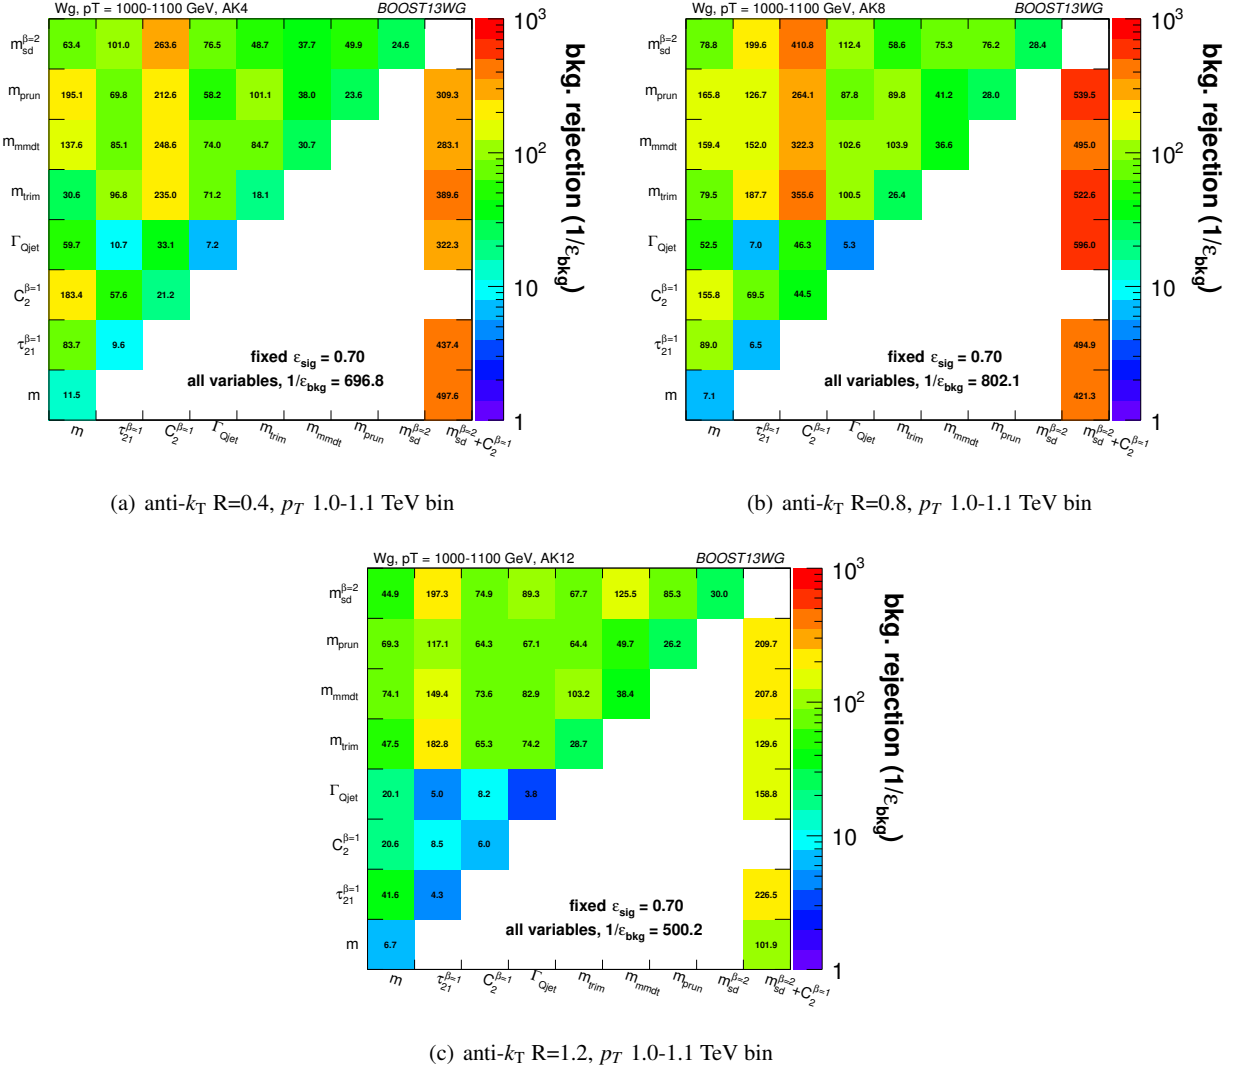 Wg, pT = 1000-1100 GeV, AK4 BOOST13WG
m_sd^β=2 63.4 101.0 263.6 76.5 48.7 37.7 49.9 24.6
m_prun 195.1 69.8 212.6 58.2 101.1 38.0 23.6 309.3
m_mmdt 137.6 85.1 248.6 74.0 84.7 30.7 283.1
m_trim 30.6 96.8 235.0 71.2 18.1 389.6
Γ_Qjet 59.7 10.7 33.1 7.2 322.3
C_2^β=1 183.4 57.6 21.2
τ_21^β=1 83.7 9.6 437.4
m 11.5 497.6
fixed ε_sig = 0.70
all variables, 1/ε_bkg = 696.8
m τ_21^β=1 C_2^β=1 Γ_Qjet m_trim m_mmdt m_prun m_sd^β=2 m_sd^β=2+C_2^β=1
10^3
10^2
10
1
bkg. rejection (1/ε_bkg)
(a) anti-k_T R=0.4, p_T 1.0-1.1 TeV bin
Wg, pT = 1000-1100 GeV, AK8 BOOST13WG
m_sd^β=2 78.8 199.6 410.8 112.4 58.6 75.3 76.2 28.4
m_prun 165.8 126.7 264.1 87.8 89.8 41.2 28.0 539.5
m_mmdt 159.4 152.0 322.3 102.6 103.9 36.6 495.0
m_trim 79.5 187.7 355.6 100.5 26.4 522.6
Γ_Qjet 52.5 7.0 46.3 5.3 596.0
C_2^β=1 155.8 69.5 44.5
τ_21^β=1 89.0 6.5 494.9
m 7.1 421.3
fixed ε_sig = 0.70
all variables, 1/ε_bkg = 802.1
m τ_21^β=1 C_2^β=1 Γ_Qjet m_trim m_mmdt m_prun m_sd^β=2 m_sd^β=2+C_2^β=1
10^3
10^2
10
1
bkg. rejection (1/ε_bkg)
(b) anti-k_T R=0.8, p_T 1.0-1.1 TeV bin
Wg, pT = 1000-1100 GeV, AK12 BOOST13WG
m_sd^β=2 44.9 197.3 74.9 89.3 67.7 125.5 85.3 30.0
m_prun 69.3 117.1 64.3 67.1 64.4 49.7 26.2 209.7
m_mmdt 74.1 149.4 73.6 82.9 103.2 38.4 207.8
m_trim 47.5 182.8 65.3 74.2 28.7 129.6
Γ_Qjet 20.1 5.0 8.2 3.8 158.8
C_2^β=1 20.6 8.5 6.0
τ_21^β=1 41.6 4.3 226.5
m 6.7 101.9
fixed ε_sig = 0.70
all variables, 1/ε_bkg = 500.2
m τ_21^β=1 C_2^β=1 Γ_Qjet m_trim m_mmdt m_prun m_sd^β=2 m_sd^β=2+C_2^β=1
10^3
10^2
10
1
bkg. rejection (1/ε_bkg)
(c) anti-k_T R=1.2, p_T 1.0-1.1 TeV bin